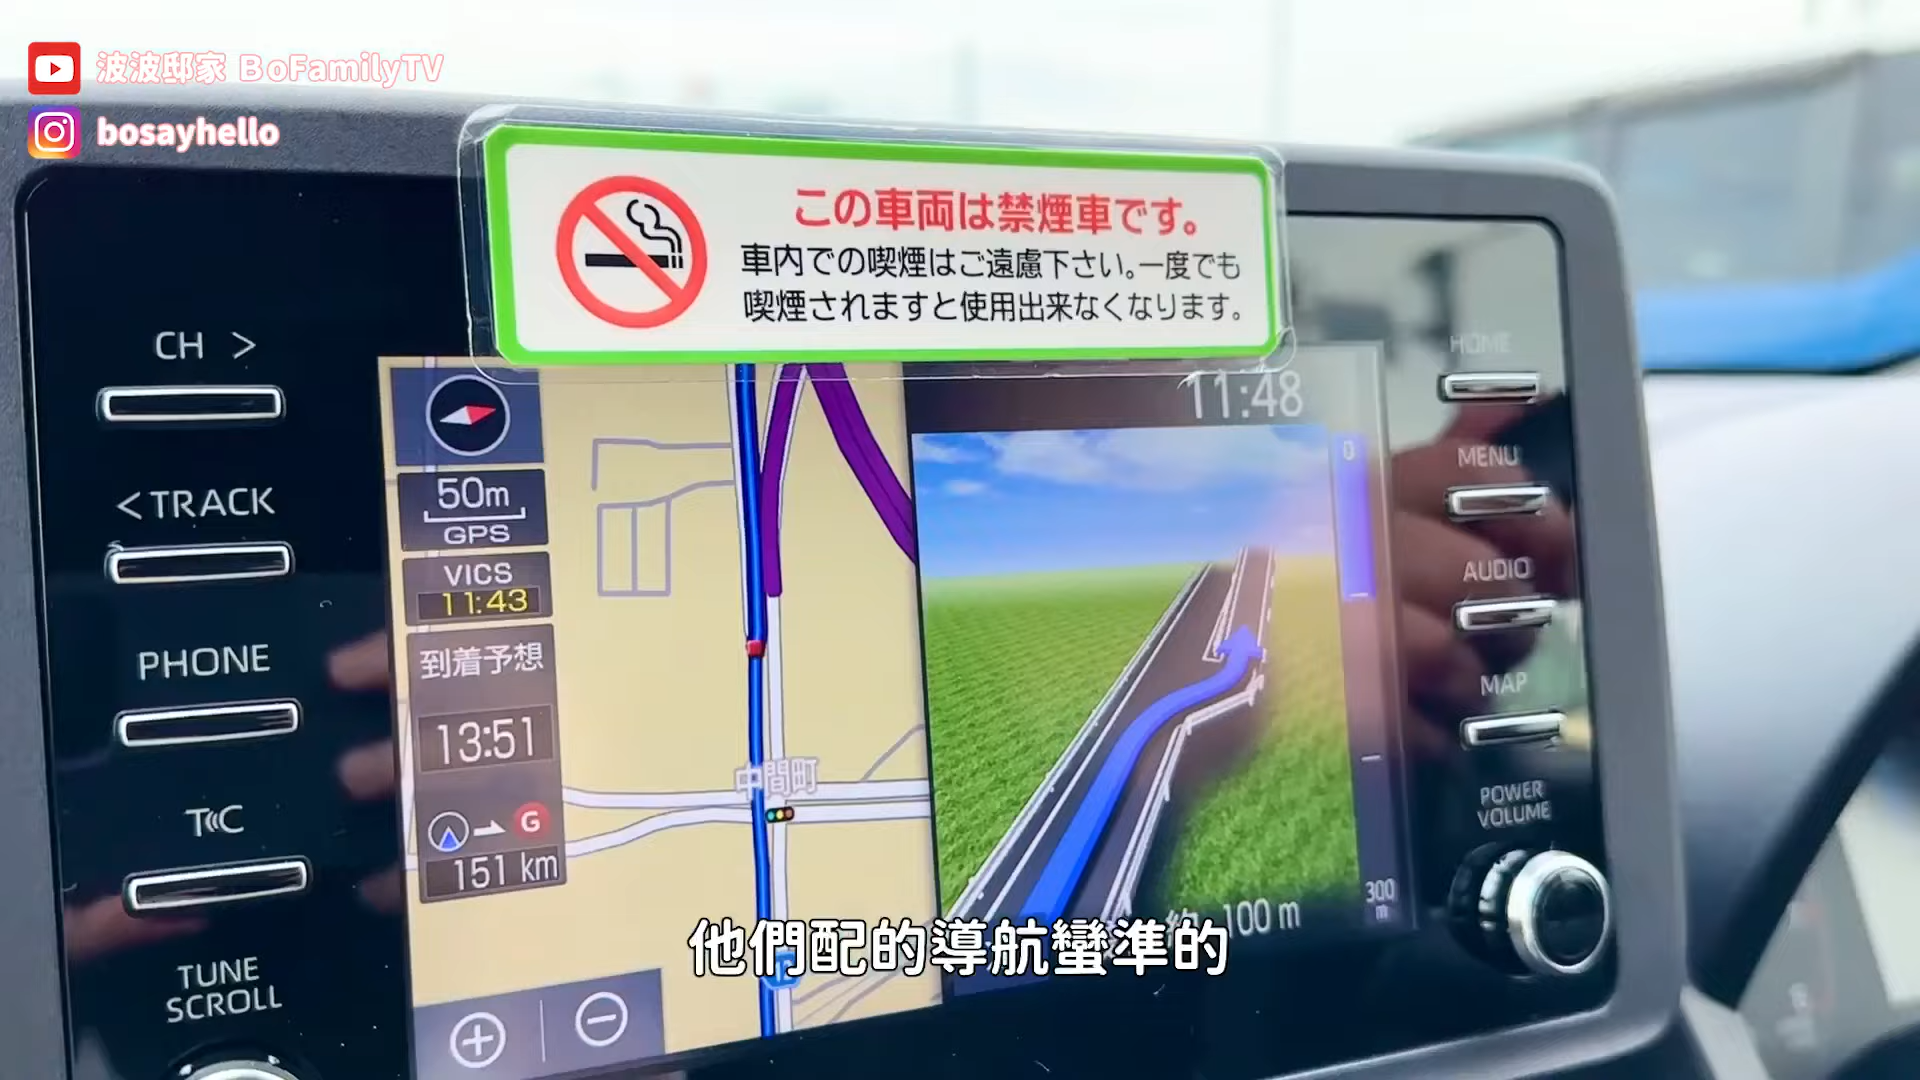 波波邸家 BoFamilyTV
bosayhello
この車両は禁煙車です。
車内での喫煙はご遠慮下さい。一度でも
喫煙されますと使用出来なくなります。
CH >
< TRACK
PHONE
TUNE
SCROLL
50m
GPS
VICS
11:43
到着予想
13:51
G
151 km
中間町
12
11:48
0
300
m
100 m
HOME
MENU
AUDIO
MAP
POWER
VOLUME
他們配的導航蠻準的